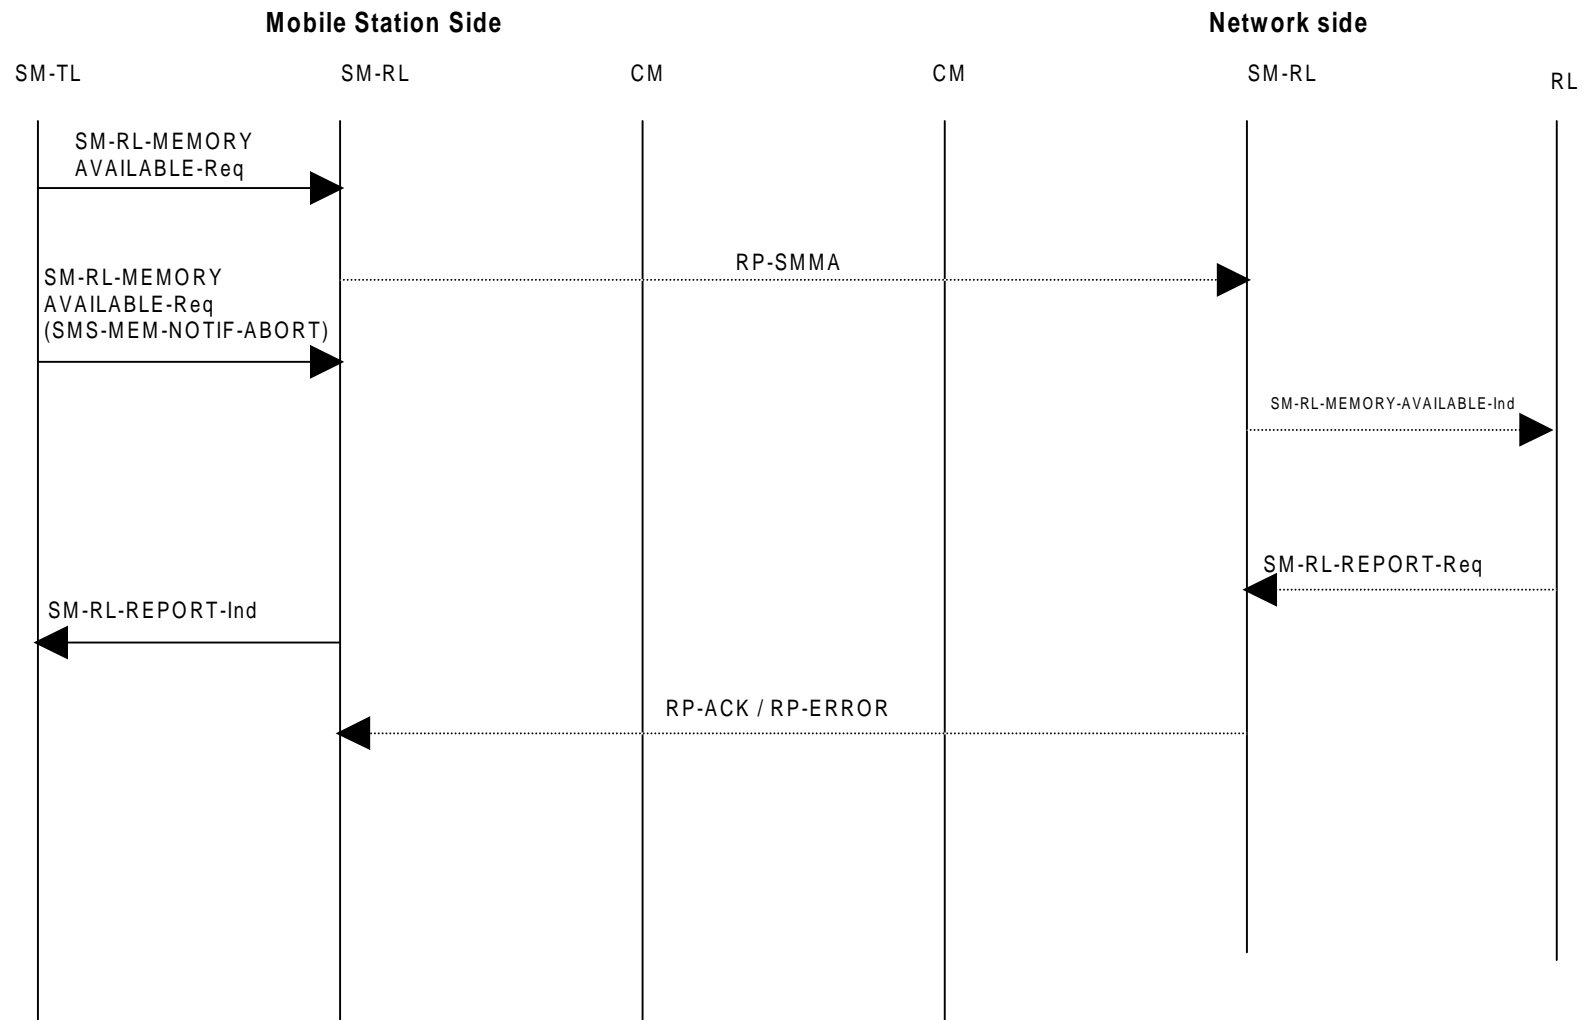 Mobile Station Side
Network side
SM-TL
SM-RL
CM
CM
SM-RL
RL
SM-RL-MEMORY
AVAILABLE-Req
RP-SMMA
SM-RL-MEMORY
AVAILABLE-Req
(SMS-MEM-NOTIF-ABORT)
SM-RL-MEMORY-AVAILABLE-Ind
SM-RL-REPORT-Req
SM-RL-REPORT-Ind
RP-ACK / RP-ERROR